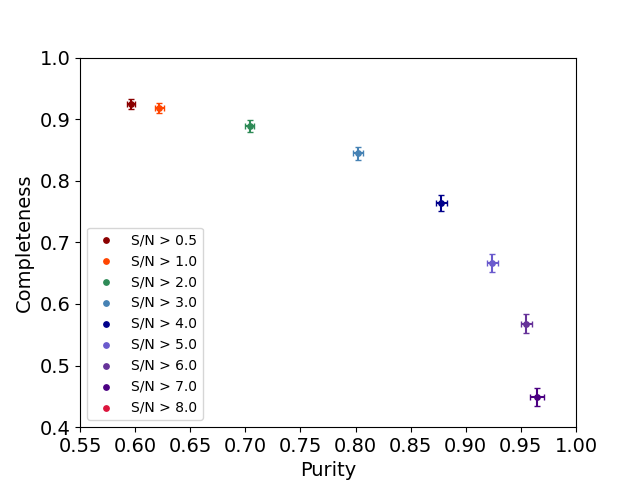 1.0
0.9
0.8
0.7
0.6
0.5
0.4
Completeness
S/N > 0.5
S/N > 1.0
S/N > 2.0
S/N > 3.0
S/N > 4.0
S/N > 5.0
S/N > 6.0
S/N > 7.0
S/N > 8.0
0.55 0.60 0.65 0.70 0.75 0.80 0.85 0.90 0.95 1.00
Purity